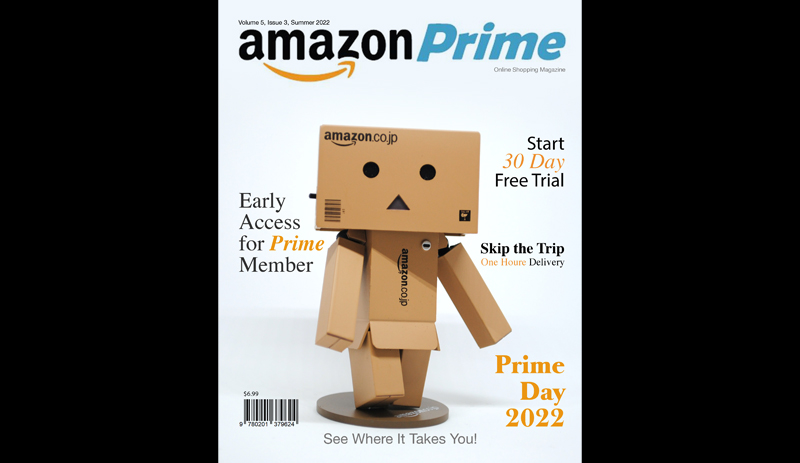 Volume 5, Issue 3, Summer 2022
amazonPrime
Online Shopping Magazine
amazon.co.jp
Start
30 Day
Free Trial
Early
Access
for Prime
Member
Skip the Trip
One Houre Delivery
amazon.co.jp
Prime
Day
2022
$6.99
9 780201 379624
See Where It Takes You!